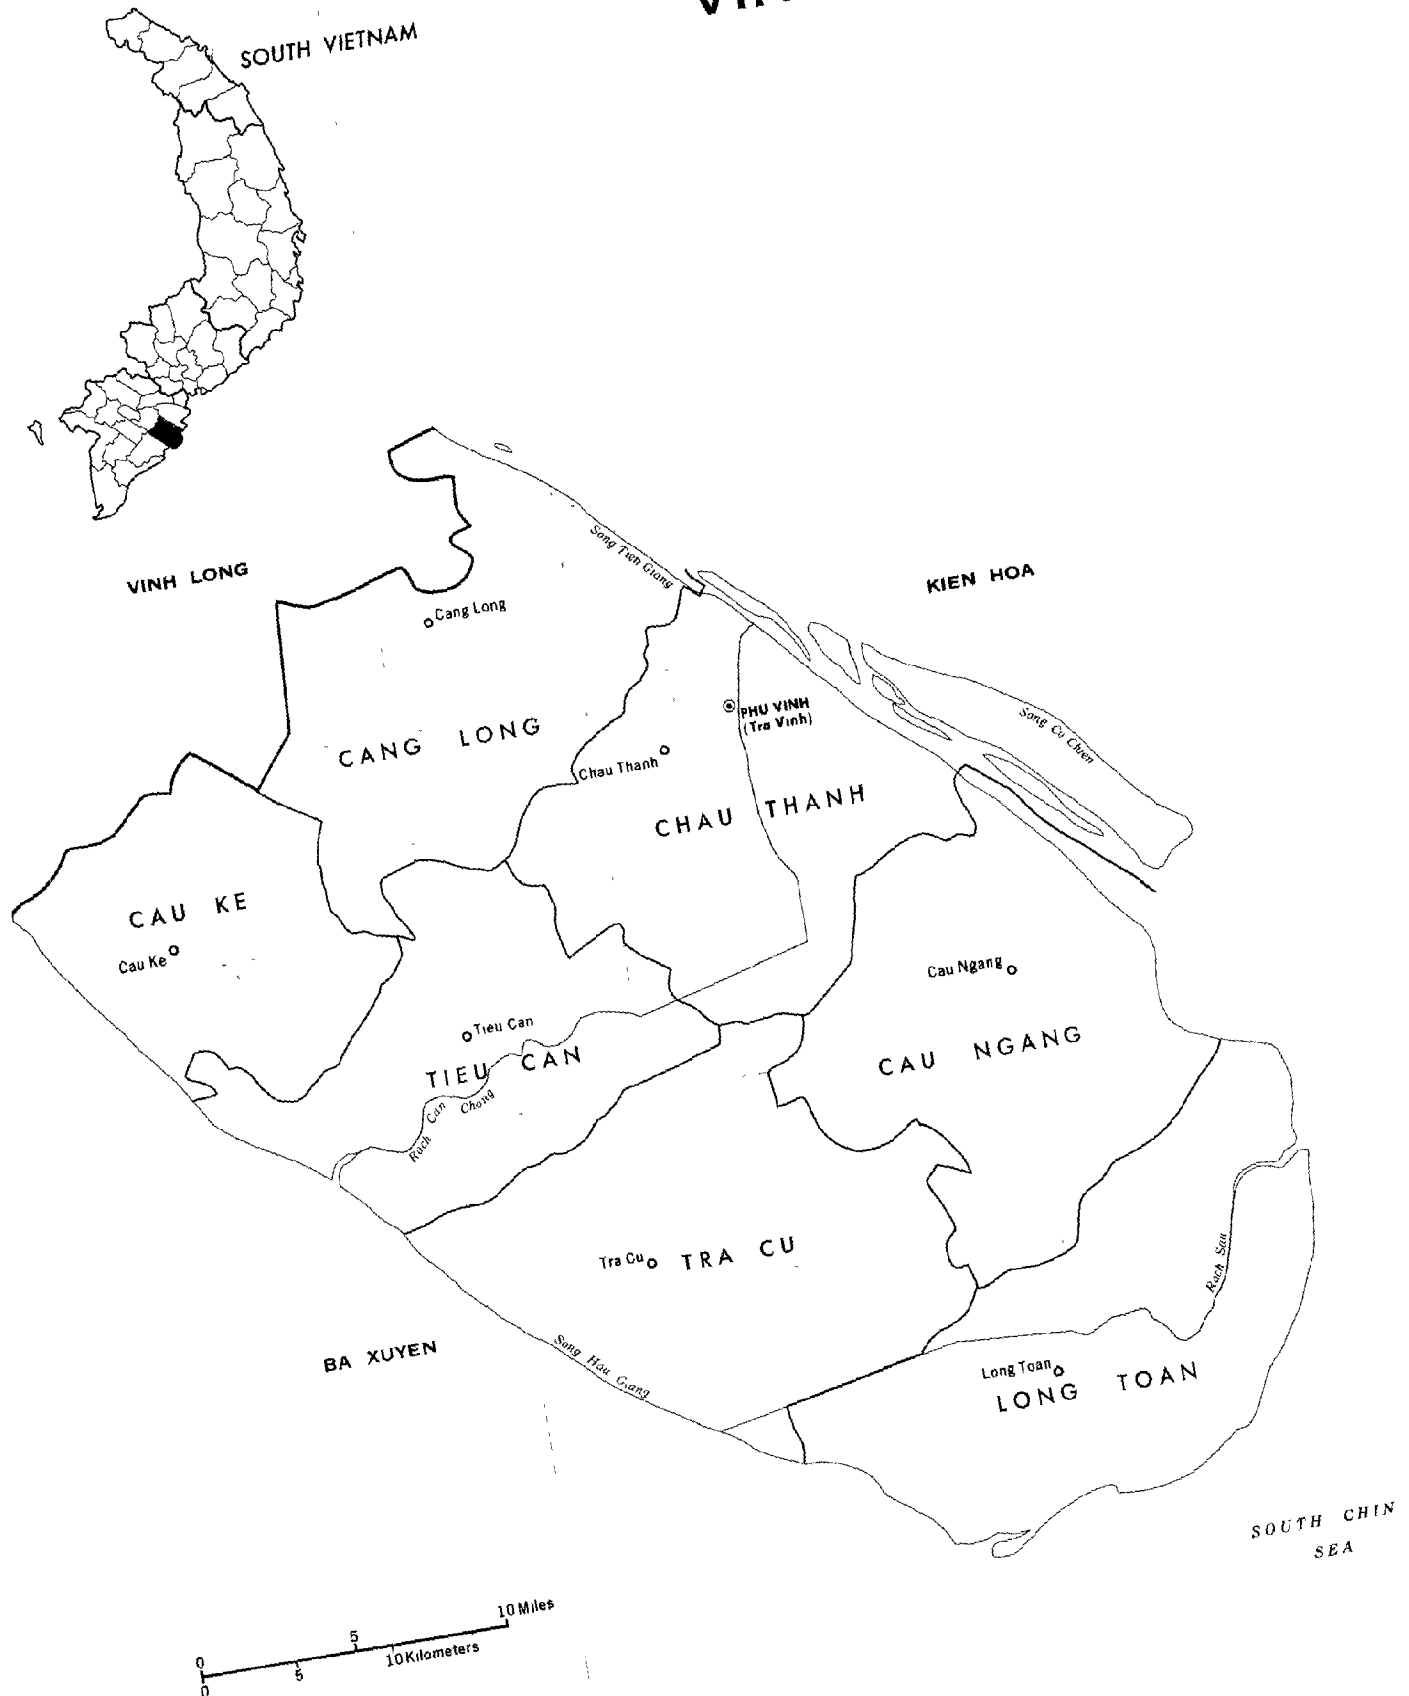 SOUTH VIETNAM
VINH LONG
KIEN HOA
Song Tien Giang
Cang Long
CANG LONG
PHU VINH
(Tra Vinh)
Song Co Chien
Chau Thanh
CHAU THANH
CAU KE
Cau Ke
Cau Ngang
CAU NGANG
Tieu Can
TIEU CAN
Rach Can Chong
Tra Cu
TRA CU
Rach Sau
BA XUYEN
Song Hau Giang
Long Toan
LONG TOAN
SOUTH CHIN
SEA
10 Miles
5
0
10 Kilometers
5
0